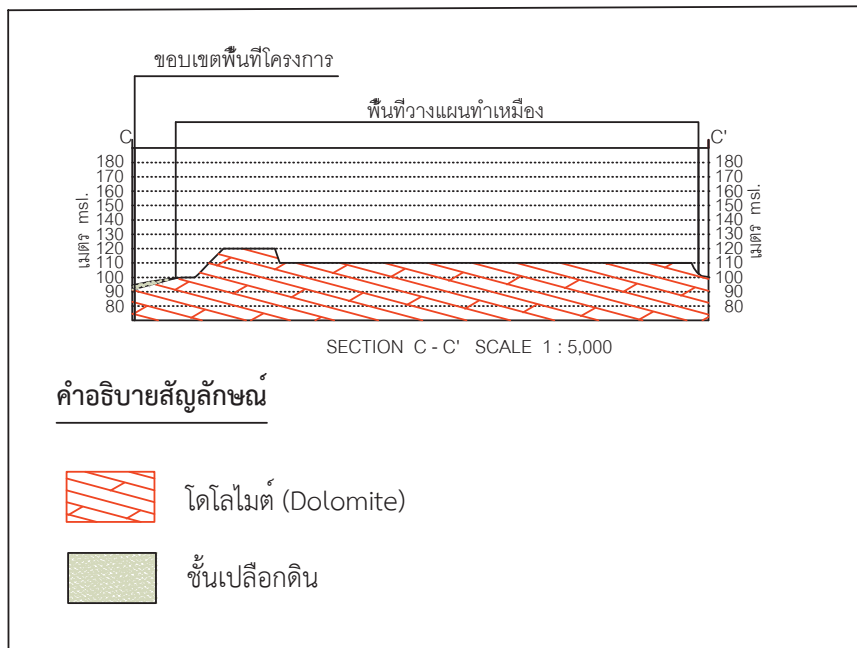 ขอบเขตพื้นที่โครงการ
พื้นที่วางแผนทำเหมือง
C C'
180 180
170 170
160 160
150 150
140 140
130 130
120 120
110 110
100 100
90 90
80 80
เมตร msl. เมตร msl.
SECTION C - C' SCALE 1 : 5,000
คำอธิบายสัญลักษณ์
โดโลไมต์ (Dolomite)
ชั้นเปลือกดิน